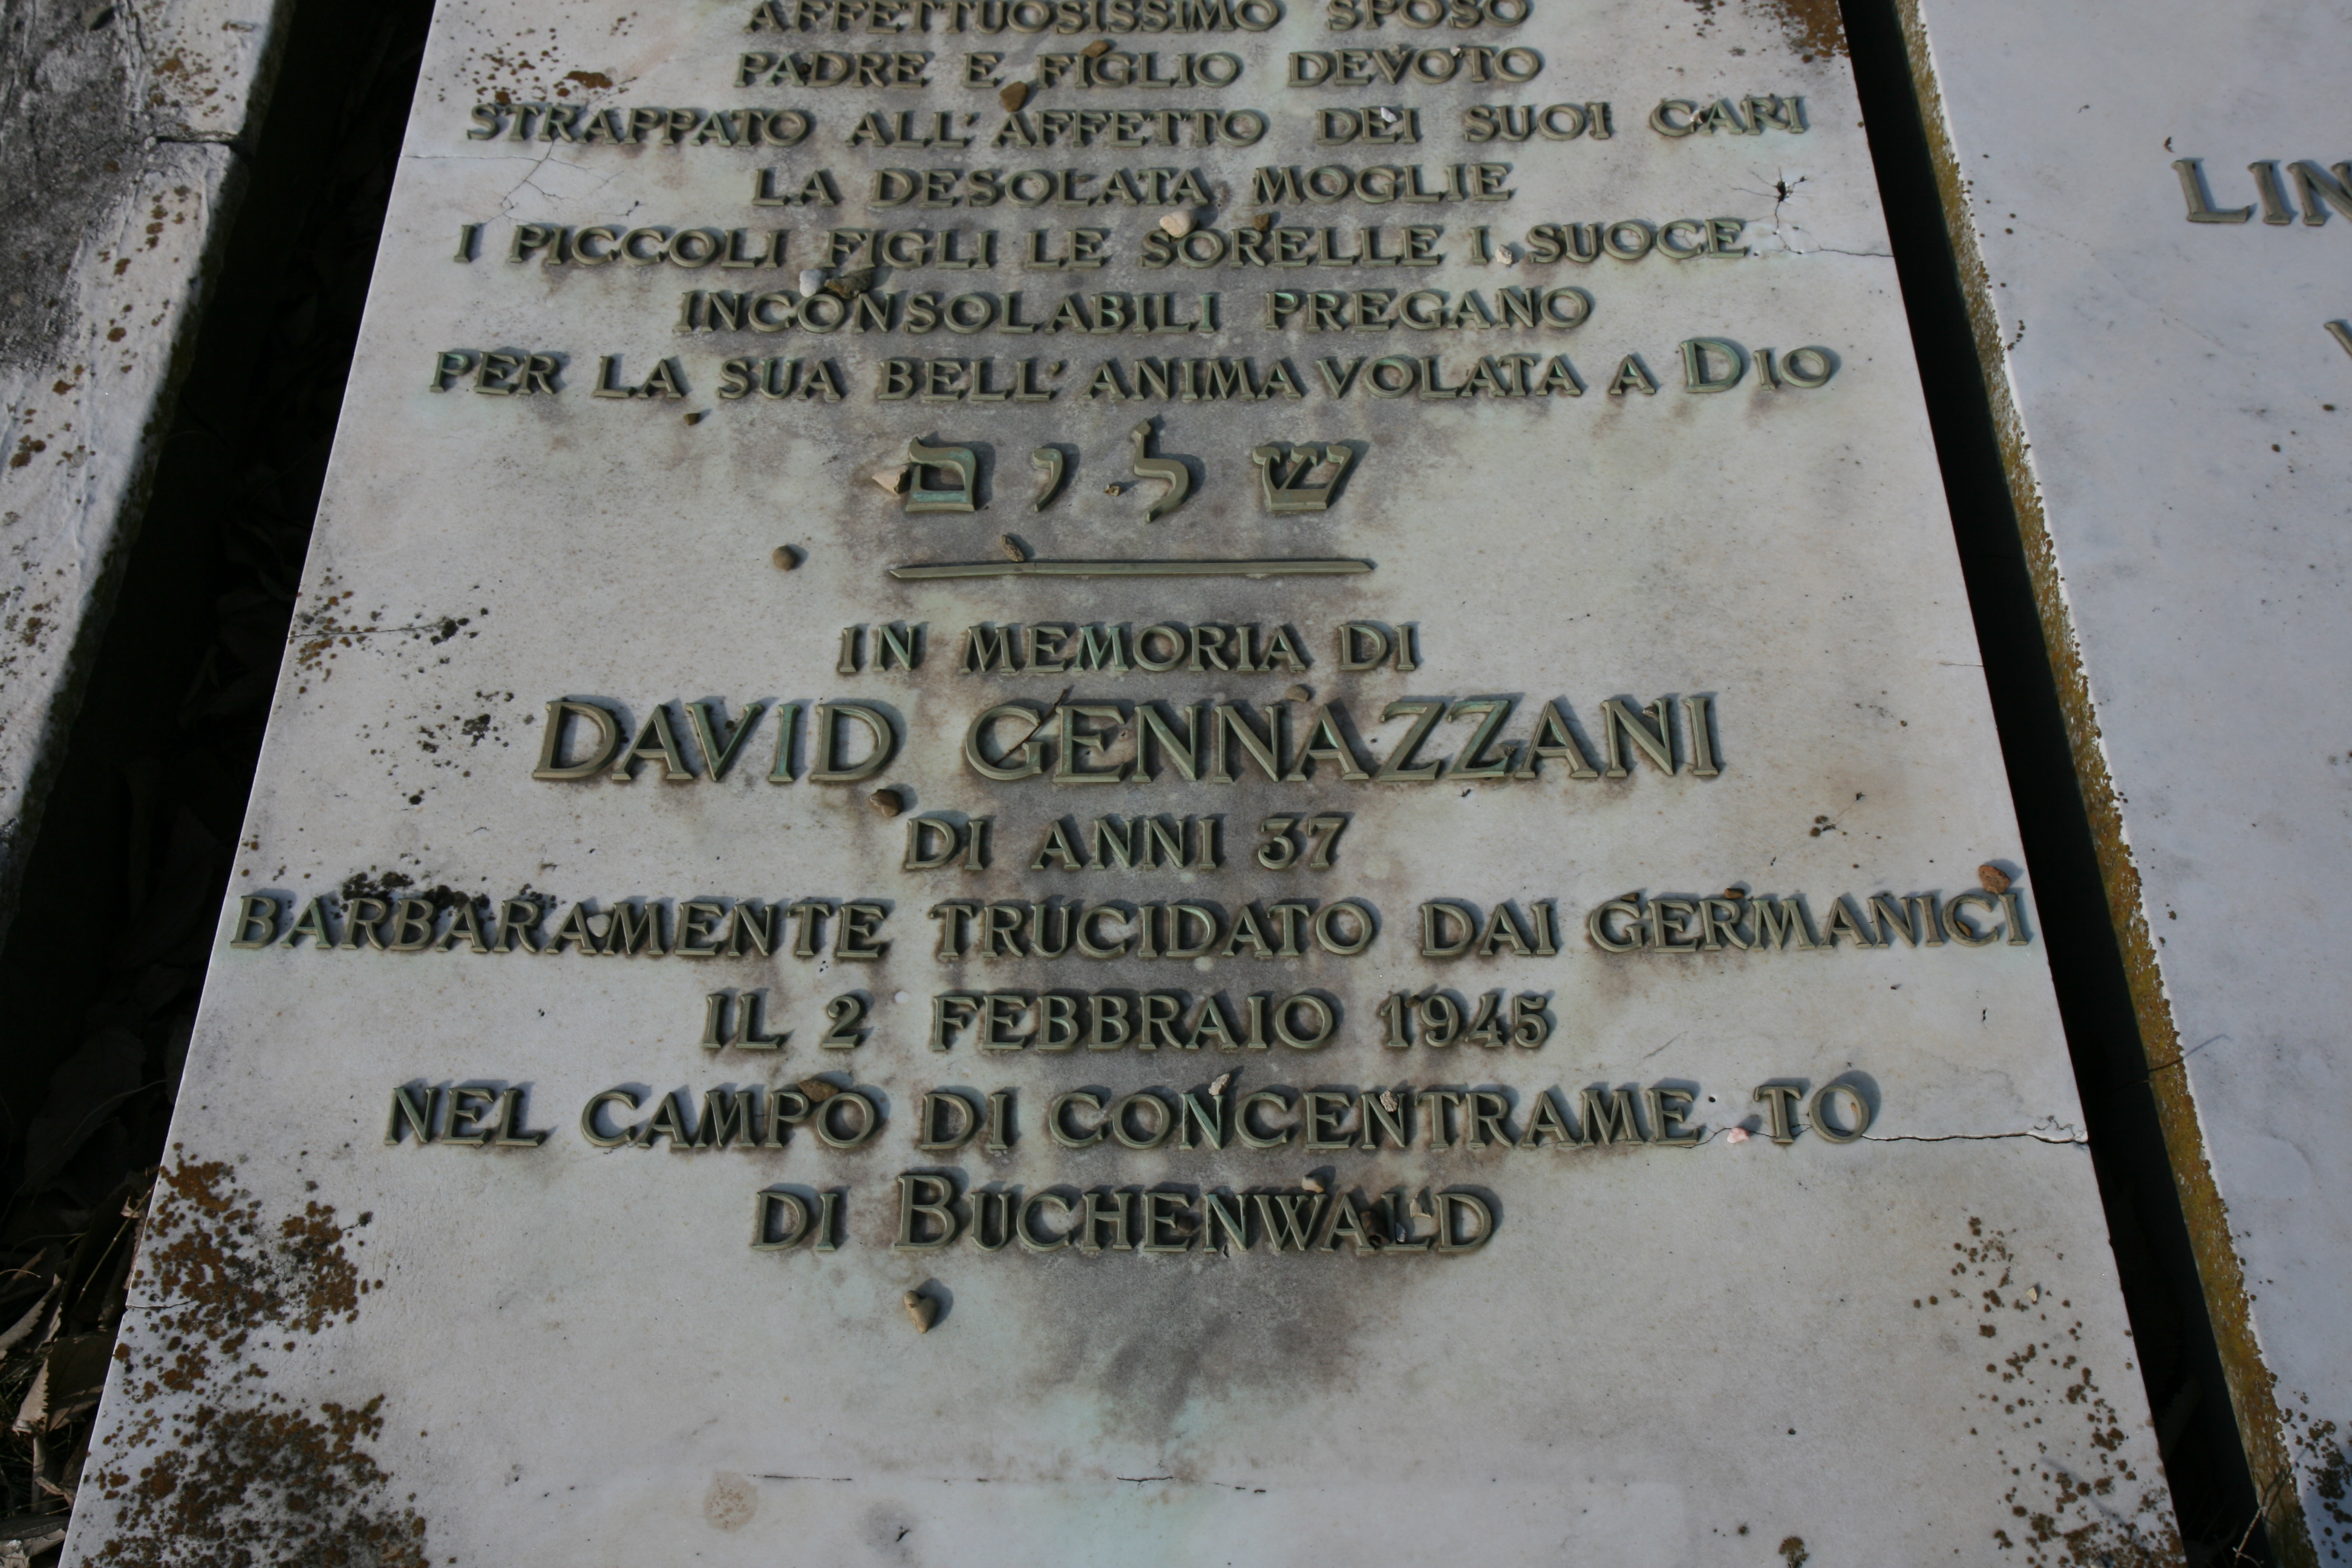 AFFETTUOSISSIMO SPOSO
PADRE E FIGLIO DEVOTO
STRAPPATO ALL'AFFETTO DEI SUOI CARI
LA DESOLATA MOGLIE
I PICCOLI FIGLI LE SORELLE I SUOCE
INCONSOLABILI PREGANO
PER LA SUA BELL'ANIMA VOLATA A DIO
שלום
IN MEMORIA DI
DAVID GENNAZZANI
DI ANNI 37
BARBARAMENTE TRUCIDATO DAI GERMANICI
IL 2 FEBBRAIO 1945
NEL CAMPO DI CONCENTRAME TO
DI BUCHENWALD